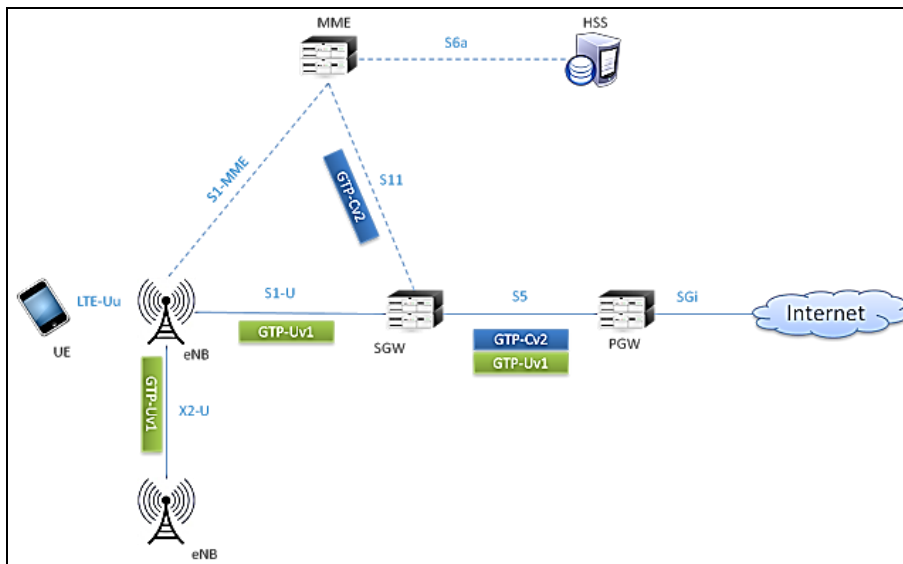 MME
HSS
S6a
S1-MME
GTP-Cv2
S11
LTE-Uu
UE
eNB
S1-U
GTP-Uv1
SGW
S5
GTP-Cv2
GTP-Uv1
PGW
SGi
Internet
GTP-Uv1
X2-U
eNB